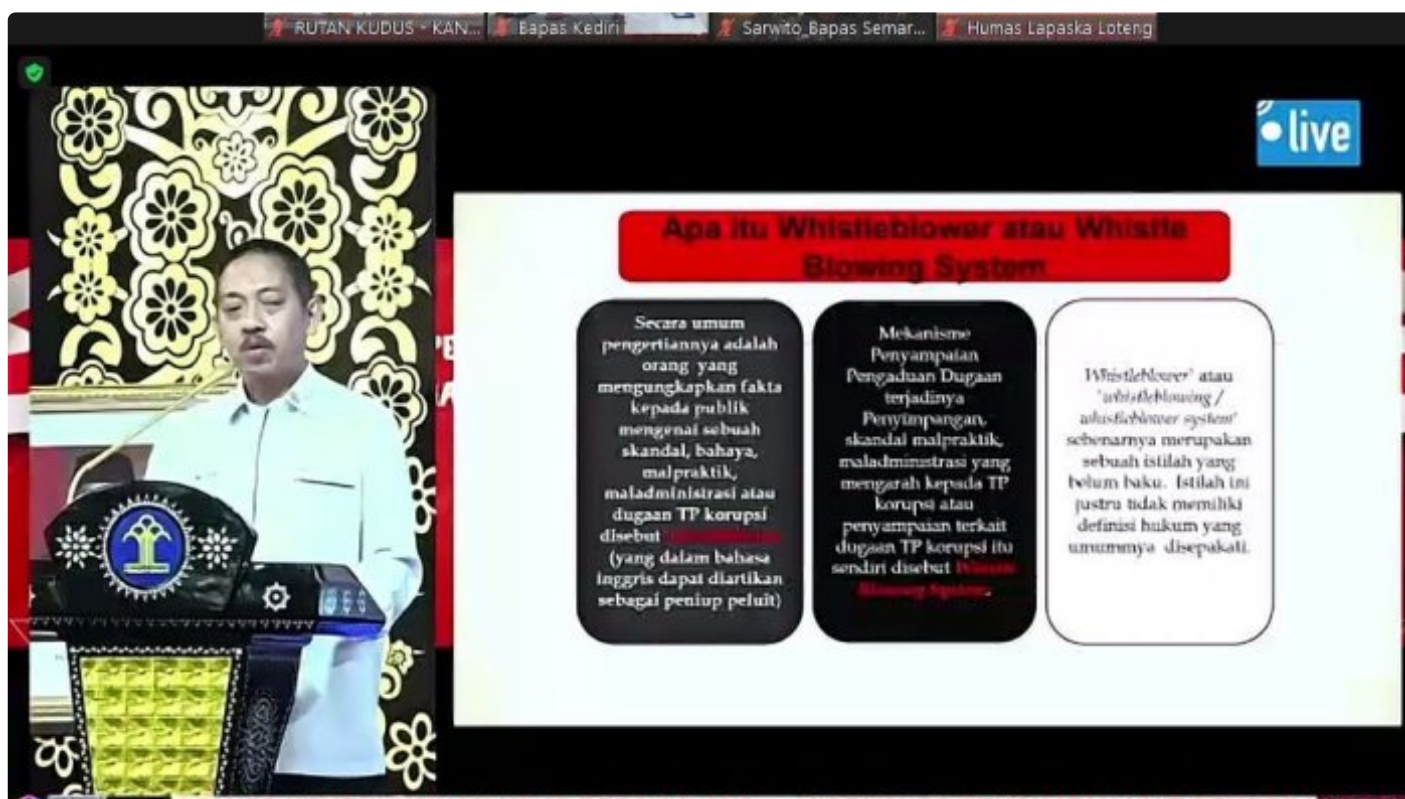 RUTAN KUDUS - KAN...
Bapas Kediri
Sarwito_Bapas Semar...
Humas Lapaska Loteng
live
Apa itu Whistleblower atau Whistle
Blowing System
Secara umum
pengertiannya adalah
orang yang
mengungkapkan fakta
kepada publik
mengenai sebuah
skandal, bahaya,
malpraktik,
maladministrasi atau
dugaan TP korupsi
disebut
(yang dalam bahasa
inggris dapat diartikan
sebagai peniup peluit)
Mekanisme
Penyampaian
Pengaduan Dugaan
terjadinya
Penyimpangan,
skandal malpraktik,
maladministrasi yang
mengarah kepada TP
korupsi atau
penyampaian terkait
dugaan TP korupsi itu
sendiri disebut Whistle
Blowing System.
Whistleblower' atau
'whistleblowing /
whistleblower system'
sebenarnya merupakan
sebuah istilah yang
belum baku. Istilah ini
justru tidak memiliki
definisi hukum yang
umumnya disepakati.